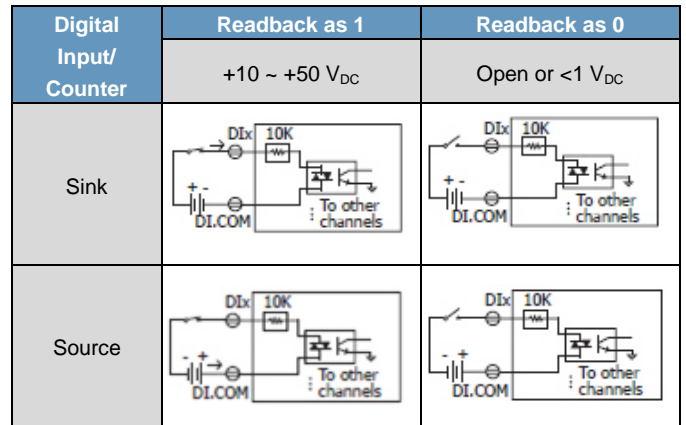 Digital Input/ Counter
Readback as 1
Readback as 0
+10 ~ +50 VDC
Open or <1 VDC
Sink
DIx 10K
+ -
DI.COM
To other
channels
DIx 10K
+ -
DI.COM
To other
channels
Source
DIx 10K
- +
DI.COM
To other
channels
DIx 10K
- +
DI.COM
To other
channels